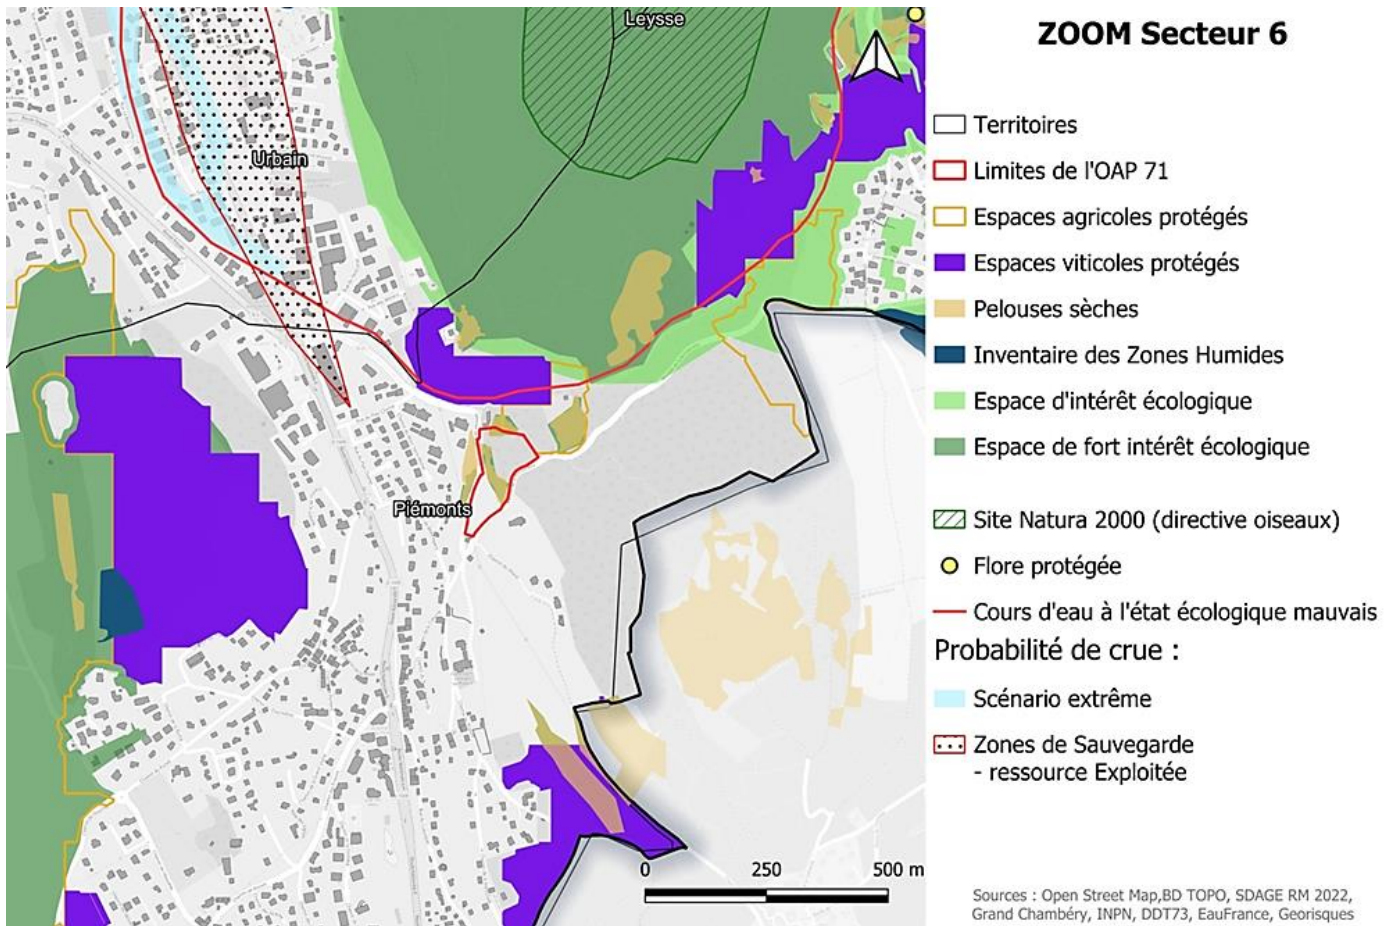 ZOOM Secteur 6
Leysse
Urbain
Piémonts
Territoires
Limites de l'OAP 71
Espaces agricoles protégés
Espaces viticoles protégés
Pelouses sèches
Inventaire des Zones Humides
Espace d'intérêt écologique
Espace de fort intérêt écologique
Site Natura 2000 (directive oiseaux)
Flore protégée
Cours d'eau à l'état écologique mauvais
Probabilité de crue :
Scénario extrême
Zones de Sauvegarde
- ressource Exploitée
0 250 500 m
Sources : Open Street Map,BD TOPO, SDAGE RM 2022,
Grand Chambéry, INPN, DDT73, EauFrance, Georisques